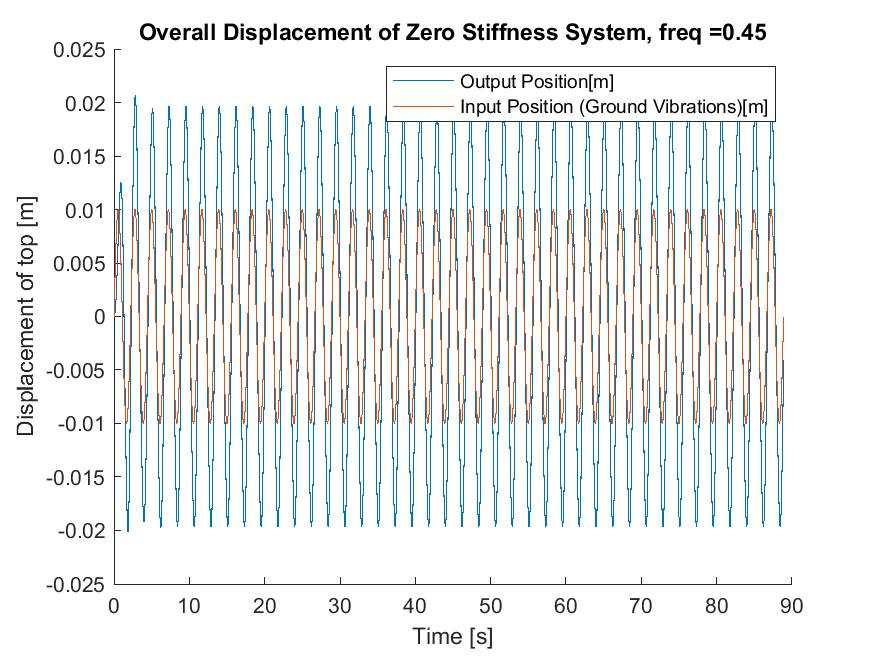 Overall Displacement of Zero Stiffness System, freq =0.45
0.025
Output Position[m]
Input Position (Ground Vibrations)[m]
0.02
0.015
0.01
0.005
0
-0.005
-0.01
-0.015
-0.02
-0.025
Displacement of top [m]
0 10 20 30 40 50 60 70 80 90
Time [s]